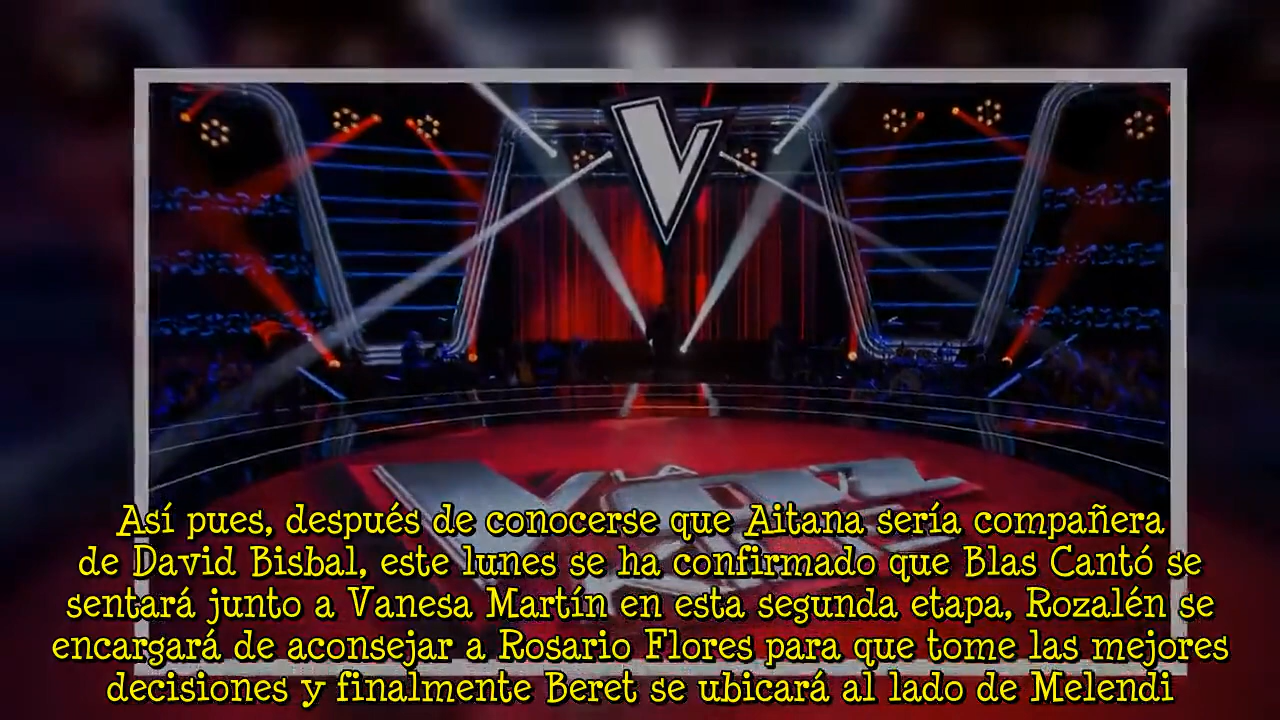 V
Así pues, después de conocerse que Aitana sería compañera
de David Bisbal, este lunes se ha confirmado que Blas Cantó se
sentará junto a Vanesa Martín en esta segunda etapa, Rozalén se
encargará de aconsejar a Rosario Flores para que tome las mejores
decisiones y finalmente Beret se ubicará al lado de Melendi